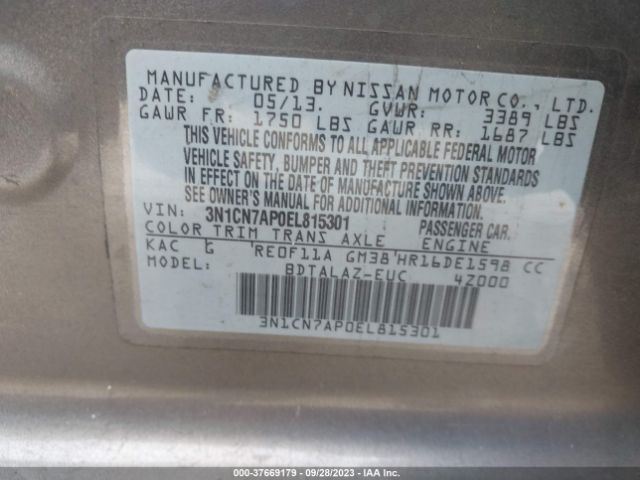 MANUFACTURED BY NISSAN MOTOR CO., LTD.
DATE: 05/13. GVWR: 3389 LBS
GAWR FR: 1750 LBS GAWR RR: 1687 LBS
THIS VEHICLE CONFORMS TO ALL APPLICABLE FEDERAL MOTOR
VEHICLE SAFETY, BUMPER AND THEFT PREVENTION STANDARDS
IN EFFECT ON THE DATE OF MANUFACTURE SHOWN ABOVE.
SEE OWNER'S MANUAL FOR ADDITIONAL INFORMATION.
VIN: 3N1CN7AP0EL815301 PASSENGER CAR.
COLOR TRIM TRANS AXLE ENGINE
KAC G 'RE0F11A GM38'HR16DE1598 CC
MODEL: BDTALAZ-EUC 4Z000
3N1CN7AP0EL815301
000-37669179 | 09/28/2023 | IAA Inc.